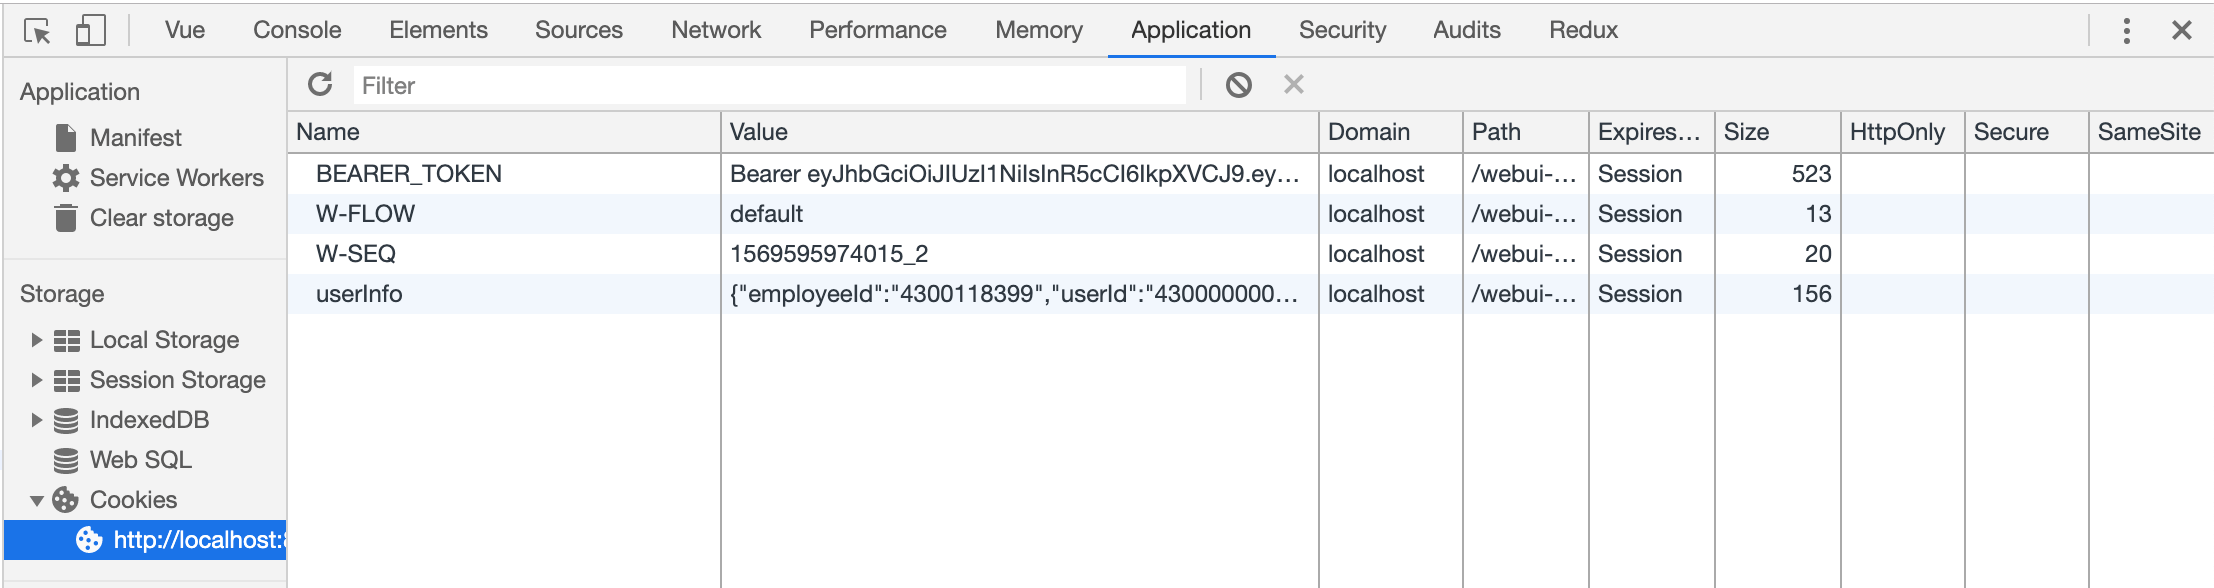 Vue Console Elements Sources Network Performance Memory Application Security Audits Redux
Application
Manifest
Service Workers
Clear storage
Storage
Local Storage
Session Storage
IndexedDB
Web SQL
Cookies
http://localhost:8
Filter
Name Value Domain Path Expires... Size HttpOnly Secure SameSite
BEARER_TOKEN Bearer eyJhbGciOiJIUzI1NiIsInR5cCI6IkpXVCJ9.ey... localhost /webui-... Session 523
W-FLOW default localhost /webui-... Session 13
W-SEQ 1569595974015_2 localhost /webui-... Session 20
userInfo {"employeeId":"4300118399","userId":"430000000... localhost /webui-... Session 156